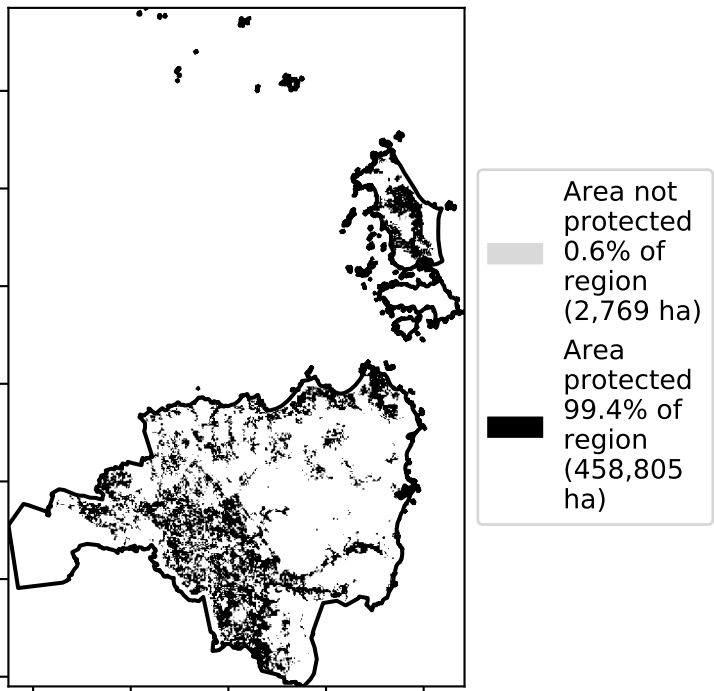 Area not
protected
0.6% of
region
(2,769 ha)
Area
protected
99.4% of
region
(458,805
ha)